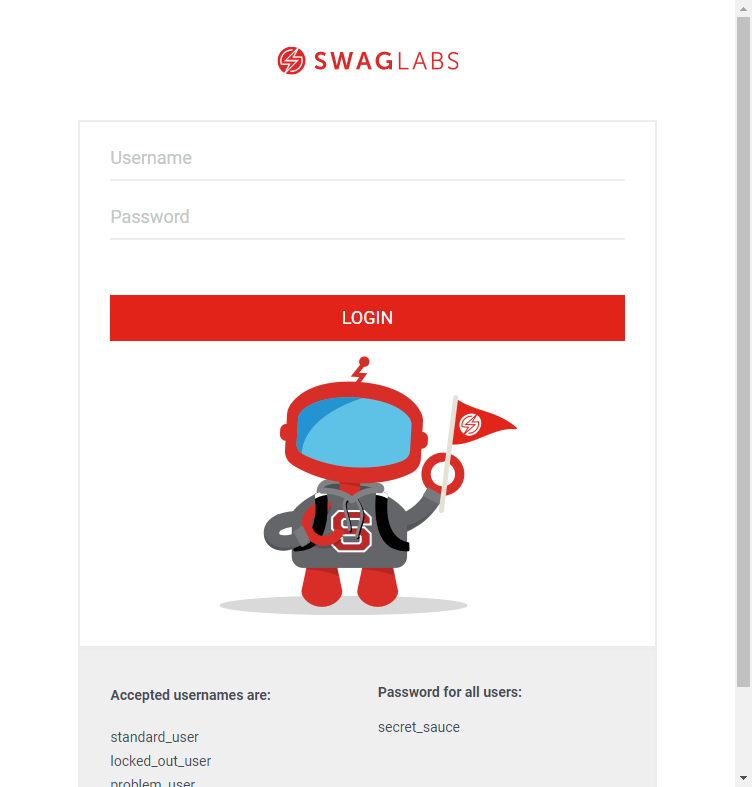 SWAGLABS
Username
Password
LOGIN
S
Accepted usernames are:
standard_user
locked_out_user
problem_user
Password for all users:
secret_sauce